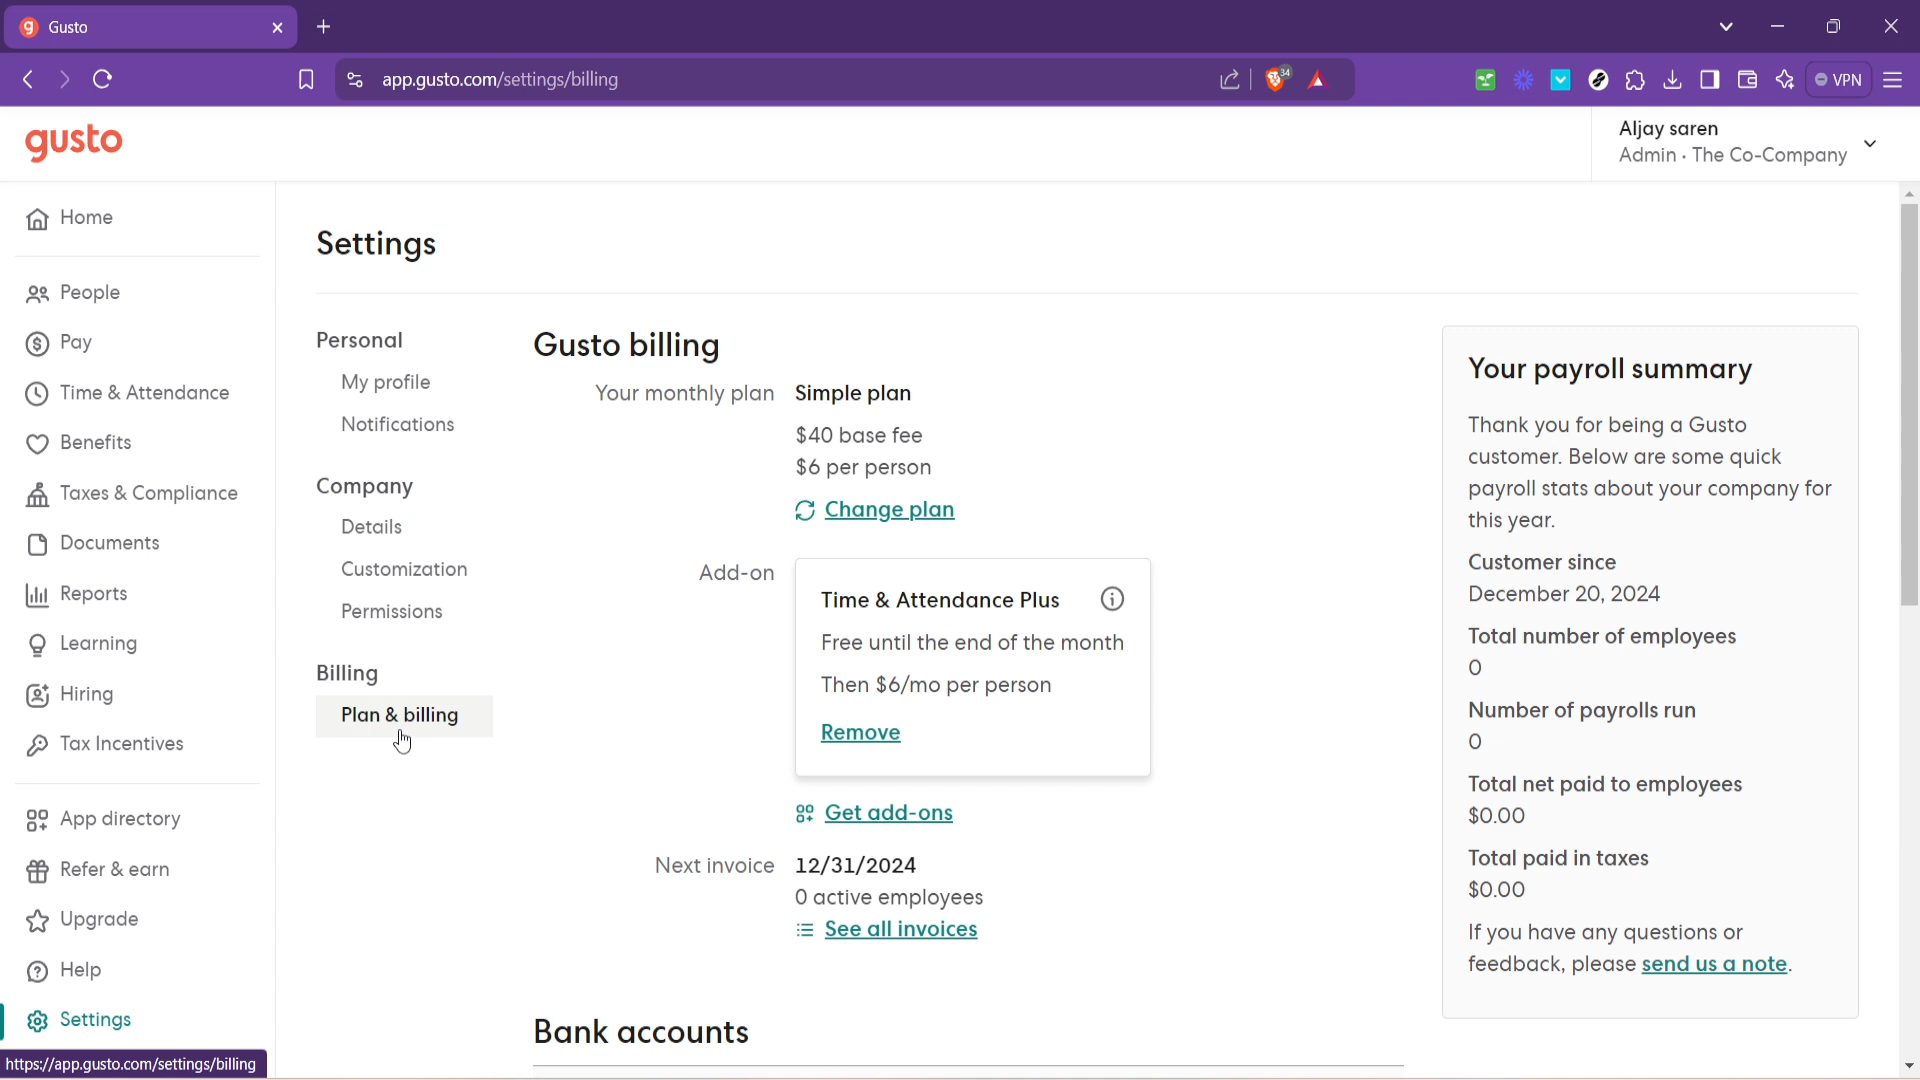 Gusto
app.gusto.com/settings/billing
34
VPN
gusto
Aljay saren
Admin · The Co-Company
Home
People
Pay
Time & Attendance
Benefits
Taxes & Compliance
Documents
Reports
Learning
Hiring
Tax Incentives
App directory
Refer & earn
Upgrade
Help
Settings
https://app.gusto.com/settings/billing
Settings
Personal
My profile
Notifications
Company
Details
Customization
Permissions
Billing
Plan & billing
Gusto billing
Your monthly plan Simple plan
$40 base fee
$6 per person
Change plan
Add-on
Time & Attendance Plus
Free until the end of the month
Then $6/mo per person
Remove
Get add-ons
Next invoice 12/31/2024
0 active employees
See all invoices
Bank accounts
Your payroll summary
Thank you for being a Gusto
customer. Below are some quick
payroll stats about your company for
this year.
Customer since
December 20, 2024
Total number of employees
0
Number of payrolls run
0
Total net paid to employees
$0.00
Total paid in taxes
$0.00
If you have any questions or
feedback, please send us a note.